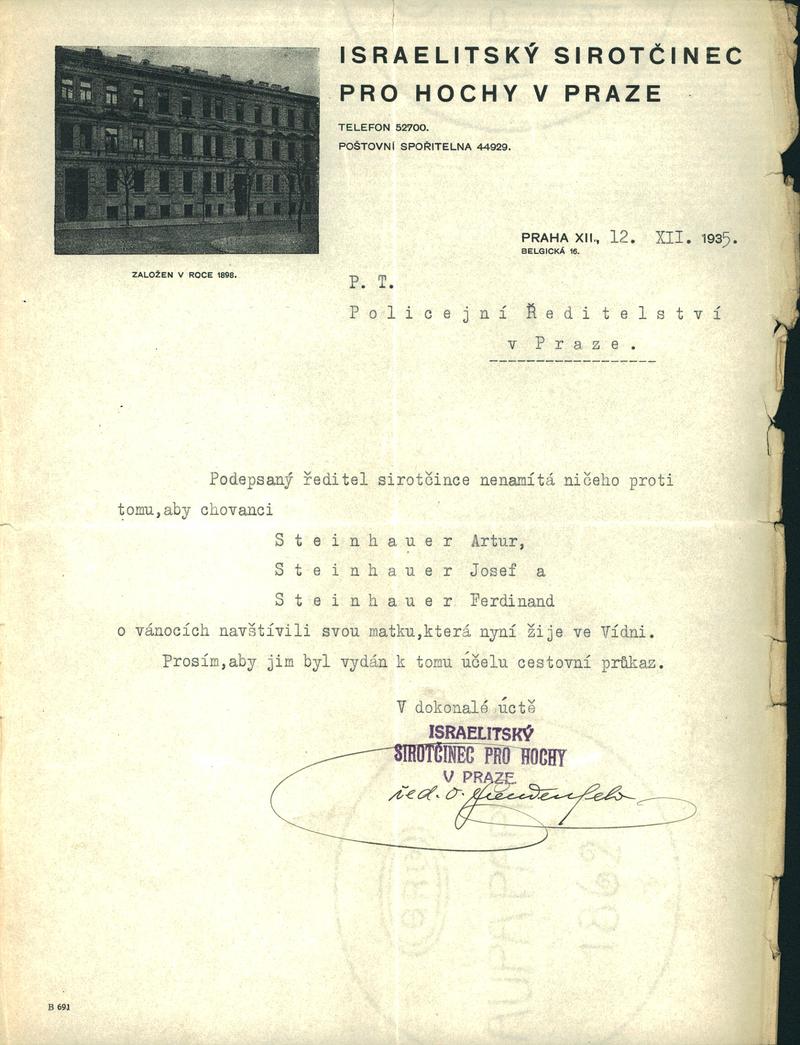 ISRAELITSKÝ SIROTČINEC
PRO HOCHY V PRAZE
TELEFON 52700.
POŠTOVNÍ SPOŘITELNA 44929.
PRAHA XII., 12. XII. 1935.
BELGICKÁ 16.
ZALOŽEN V ROCE 1898.
P. T.
Policejní Ředitelství
v Praze.
Podepsaný ředitel sirotčince nenamítá ničeho proti
tomu,aby chovanci
Steinhauer Artur,
Steinhauer Josef a
Steinhauer Ferdinand
o vánocích navštívili svou matku,která nyní žije ve Vídni.
Prosím,aby jim byl vydán k tomu účelu cestovní průkaz.
V dokonalé úctě
ISRAELITSKÝ
SIROTČINEC PRO HOCHY
V PRAZE
řed. O.
B 691